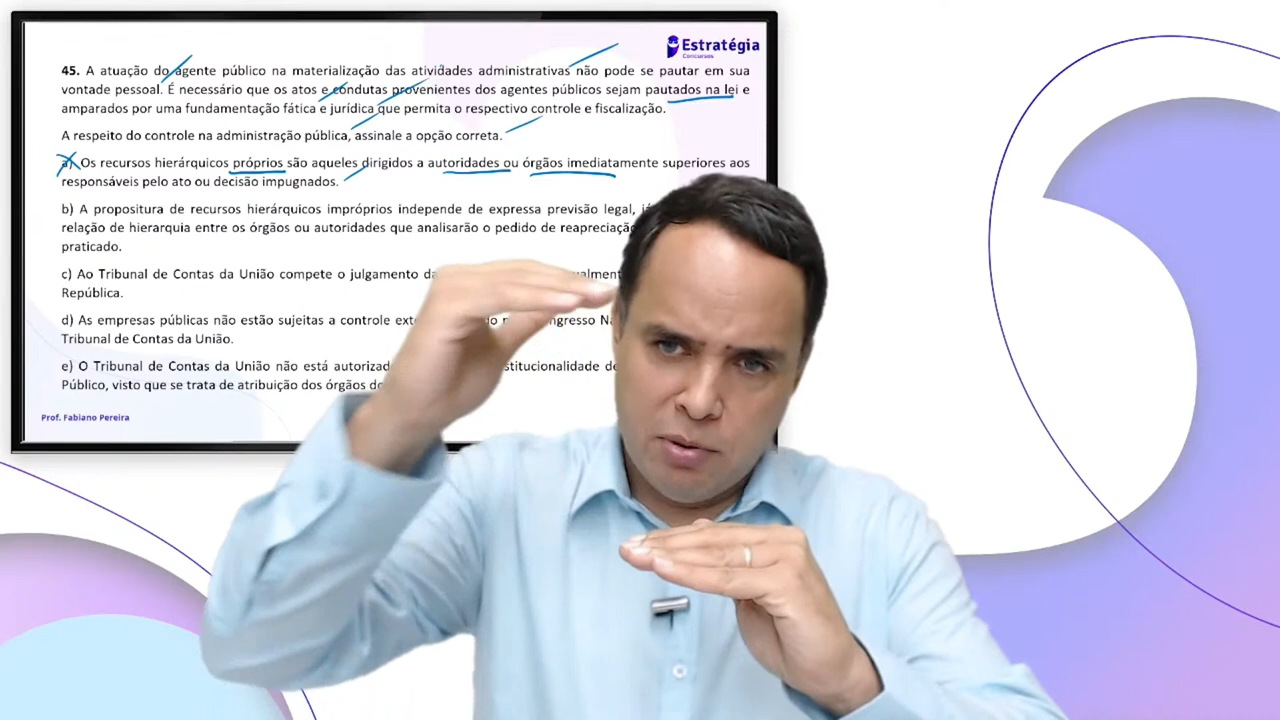 Estratégia
Concursos
45. A atuação do agente público na materialização das atividades administrativas não pode se pautar em sua
vontade pessoal. É necessário que os atos e condutas provenientes dos agentes públicos sejam pautados na lei e
amparados por uma fundamentação fática e jurídica que permita o respectivo controle e fiscalização.
A respeito do controle na administração pública, assinale a opção correta.
a) Os recursos hierárquicos próprios são aqueles dirigidos a autoridades ou órgãos imediatamente superiores aos
responsáveis pelo ato ou decisão impugnados.
b) A propositura de recursos hierárquicos impróprios independe de expressa previsão legal,
relação de hierarquia entre os órgãos ou autoridades que analisarão o pedido de
praticado.
c) Ao Tribunal de Contas da União compete o julgamento
República.
d) As empresas públicas não estão sujeitas a controle
Tribunal de Contas da União.
e) O Tribunal de Contas da União não está
Público, visto que se trata de atribuição dos órgãos
Prof. Fabiano Pereira